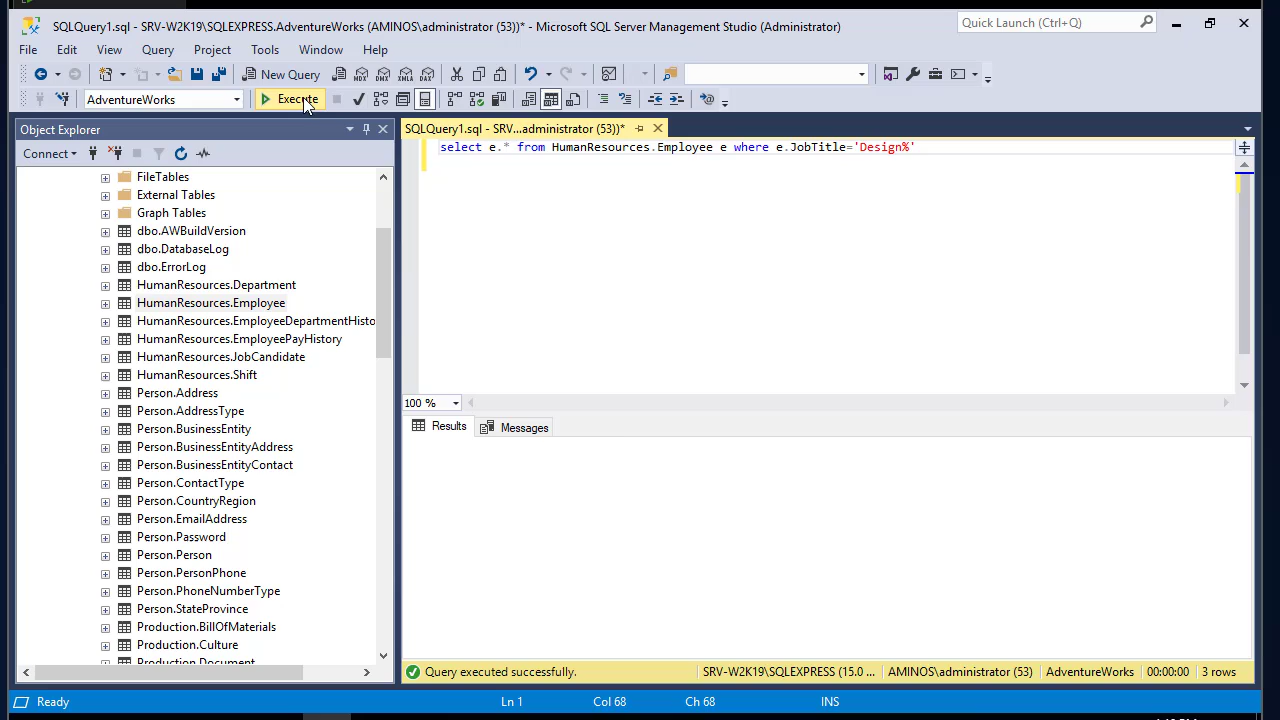 SQLQuery1.sql - SRV-W2K19\SQLEXPRESS.AdventureWorks (AMINOS\administrator (53))* - Microsoft SQL Server Management Studio (Administrator)
Quick Launch (Ctrl+Q)
File Edit View Query Project Tools Window Help
New Query MDX DMX XMLA DAX
AdventureWorks Execute
Object Explorer
SQLQuery1.sql - SRV...administrator (53))*
Connect
select e.* from HumanResources.Employee e where e.JobTitle='Design%'
FileTables
External Tables
Graph Tables
dbo.AWBuildVersion
dbo.DatabaseLog
dbo.ErrorLog
HumanResources.Department
HumanResources.Employee
HumanResources.EmployeeDepartmentHisto
HumanResources.EmployeePayHistory
HumanResources.JobCandidate
HumanResources.Shift
Person.Address
Person.AddressType
Person.BusinessEntity
Person.BusinessEntityAddress
Person.BusinessEntityContact
Person.ContactType
Person.CountryRegion
Person.EmailAddress
Person.Password
Person.Person
Person.PersonPhone
Person.PhoneNumberType
Person.StateProvince
Production.BillOfMaterials
Production.Culture
Production.Document
100 %
Results Messages
Query executed successfully. SRV-W2K19\SQLEXPRESS (15.0 ... AMINOS\administrator (53) AdventureWorks 00:00:00 3 rows
Ready Ln 1 Col 68 Ch 68 INS